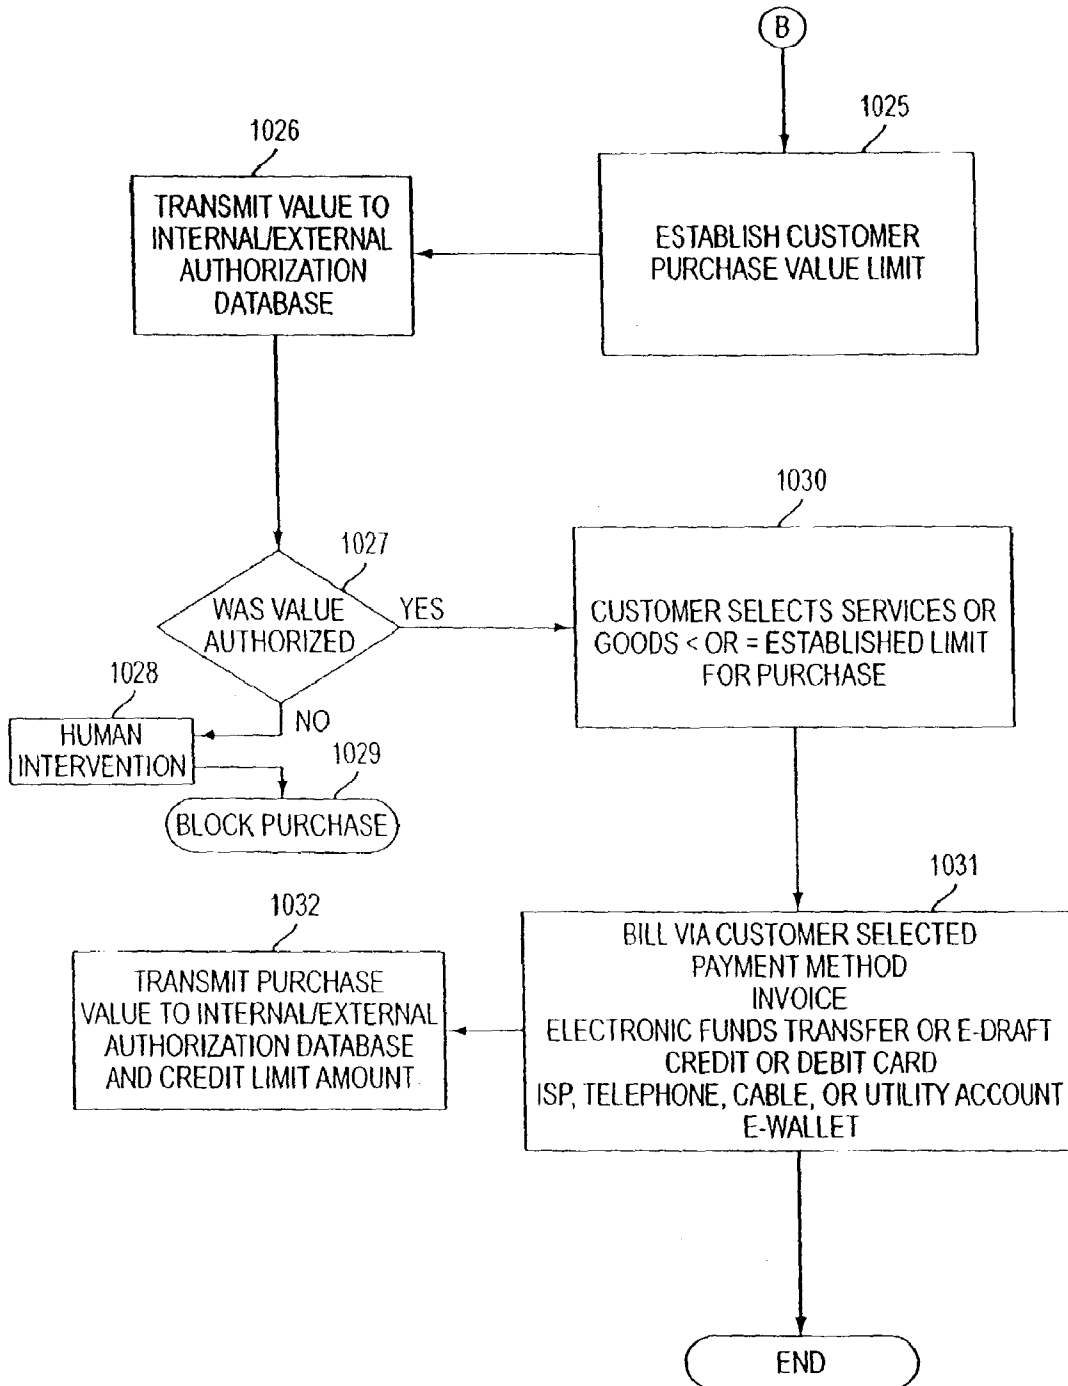 B
1025
ESTABLISH CUSTOMER
PURCHASE VALUE LIMIT
1026
TRANSMIT VALUE TO
INTERNAL/EXTERNAL
AUTHORIZATION
DATABASE
1027
WAS VALUE
AUTHORIZED
YES
NO
1028
HUMAN
INTERVENTION
1029
BLOCK PURCHASE
1030
CUSTOMER SELECTS SERVICES OR
GOODS < OR = ESTABLISHED LIMIT
FOR PURCHASE
1031
BILL VIA CUSTOMER SELECTED
PAYMENT METHOD
INVOICE
ELECTRONIC FUNDS TRANSFER OR E-DRAFT
CREDIT OR DEBIT CARD
ISP, TELEPHONE, CABLE, OR UTILITY ACCOUNT
E-WALLET
1032
TRANSMIT PURCHASE
VALUE TO INTERNAL/EXTERNAL
AUTHORIZATION DATABASE
AND CREDIT LIMIT AMOUNT
END